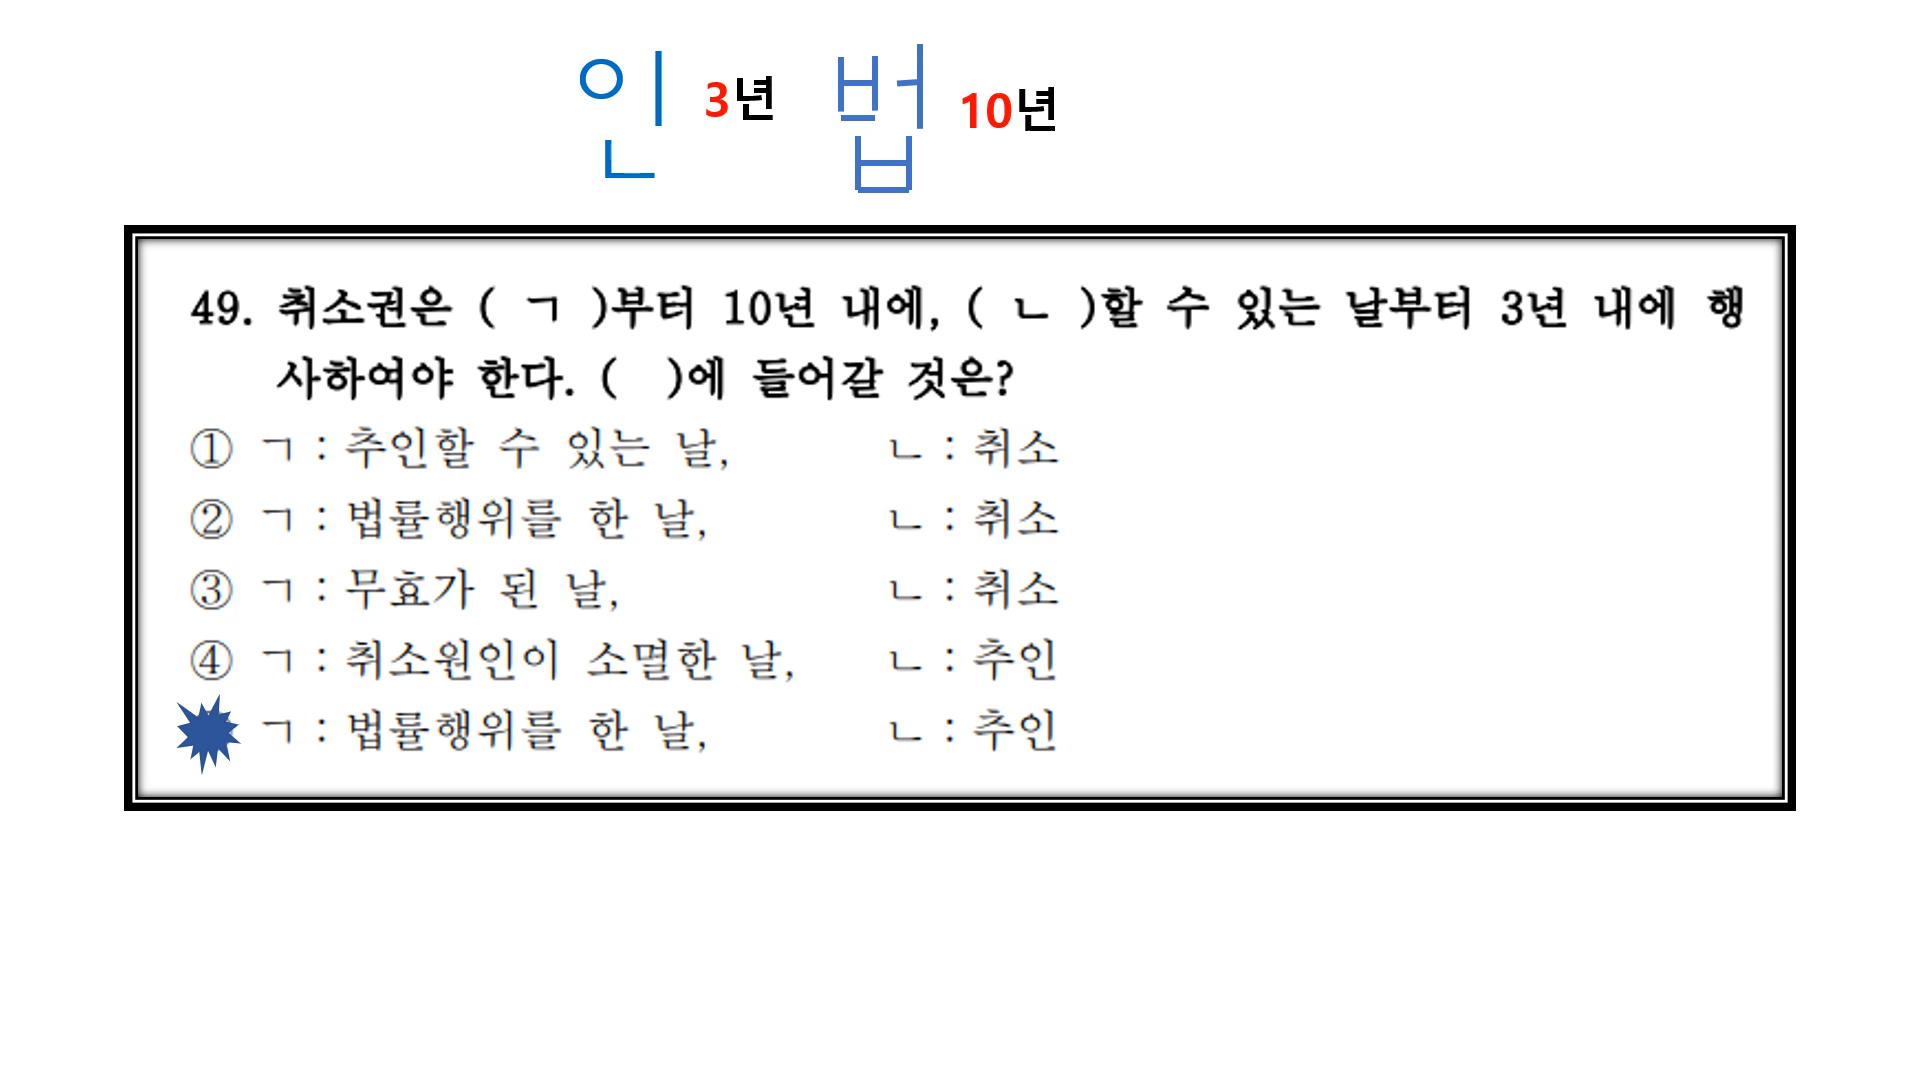 인 3년 법 10년
49. 취소권은 ( ㄱ )부터 10년 내에, ( ㄴ )할 수 있는 날부터 3년 내에 행
사하여야 한다. ( )에 들어갈 것은?
① ㄱ : 추인할 수 있는 날, ㄴ : 취소
② ㄱ : 법률행위를 한 날, ㄴ : 취소
③ ㄱ : 무효가 된 날, ㄴ : 취소
④ ㄱ : 취소원인이 소멸한 날, ㄴ : 추인
ㄱ : 법률행위를 한 날, ㄴ : 추인